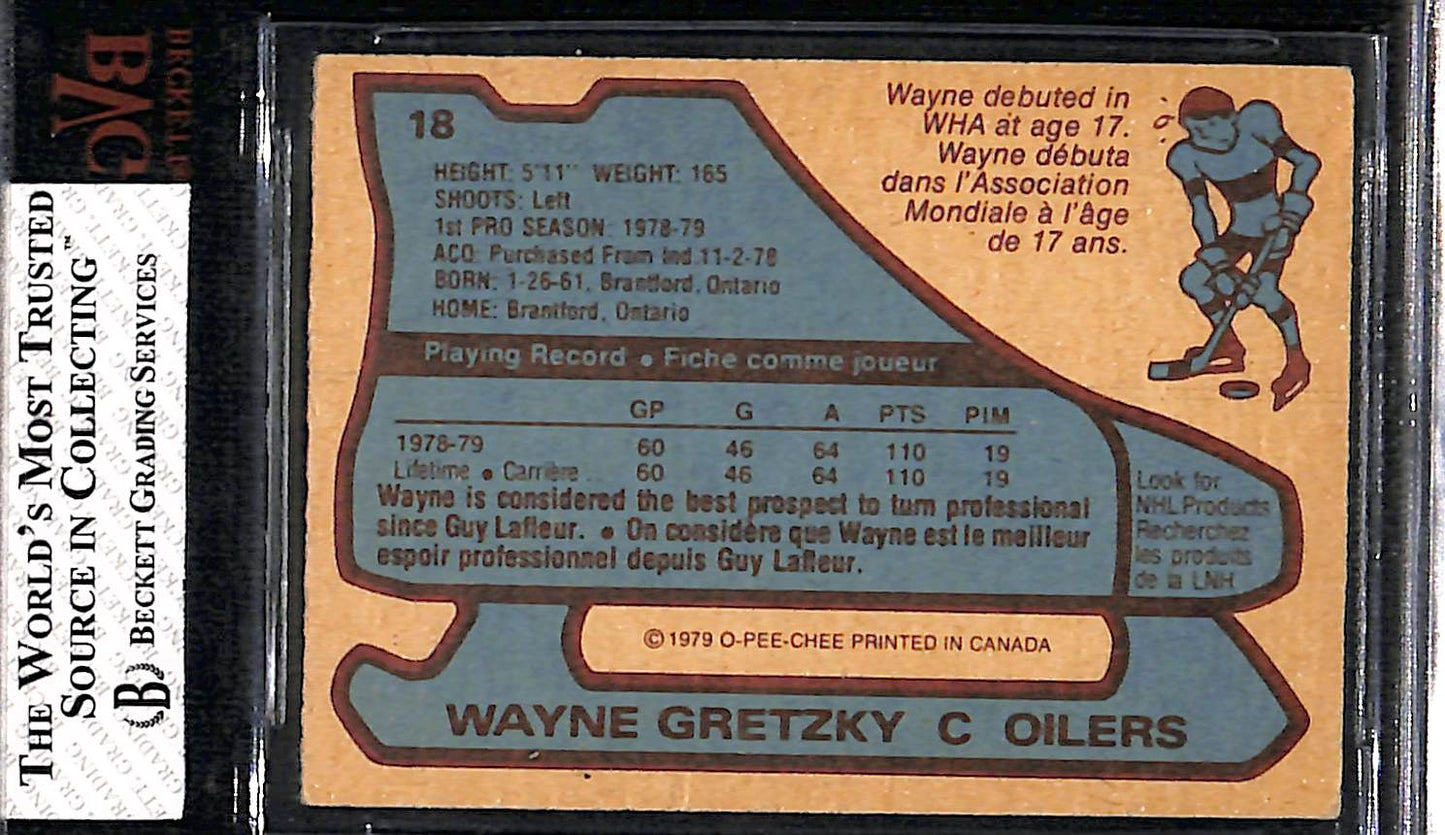 BECKETT
BVG
THE WORLD'S MOST TRUSTED
SOURCE IN COLLECTING™
BECKETT GRADING SERVICES
B
18
HEIGHT: 5'11" WEIGHT: 165
SHOOTS: Left
1st PRO SEASON: 1978-79
ACQ: Purchased From Ind 11-2-78
BORN: 1-26-61, Brantford, Ontario
HOME: Brantford, Ontario
Wayne debuted in
WHA at age 17.
Wayne débuta
dans l'Association
Mondiale à l'âge
de 17 ans.
Playing Record • Fiche comme joueur
GP G A PTS PIM
1978-79 60 46 64 110 19
Lifetime • Carrière .. 60 46 64 110 19
Wayne is considered the best prospect to turn professional
since Guy Lafleur. • On considère que Wayne est le meilleur
espoir professionnel depuis Guy Lafleur.
Look for
NHL Products
Recherchez
les produits
de la LNH
© 1979 O-PEE-CHEE PRINTED IN CANADA
WAYNE GRETZKY C OILERS